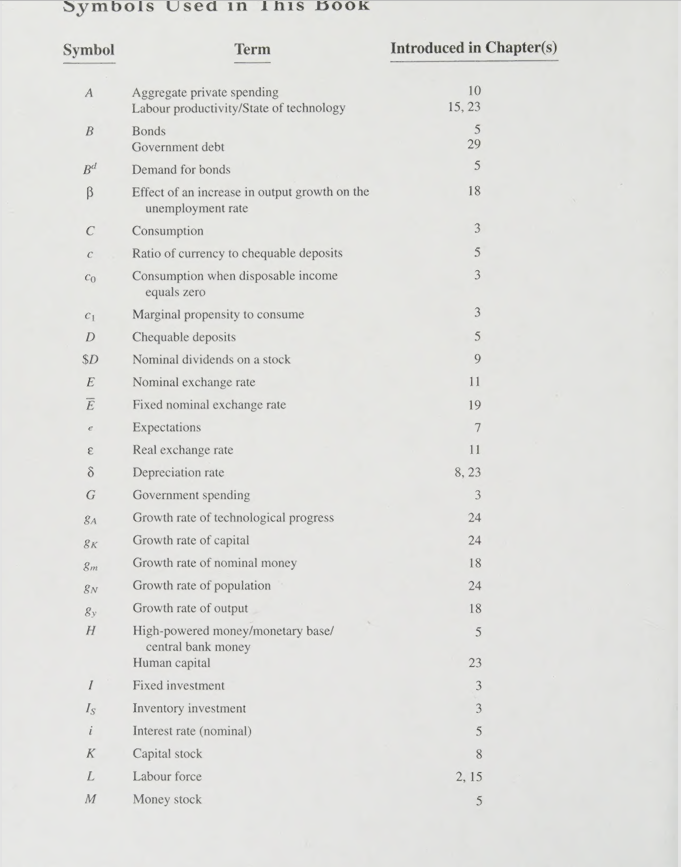 Symbols Used in This Book
Symbol Term Introduced in Chapter(s)
A Aggregate private spending 10
Labour productivity/State of technology 15, 23
B Bonds 5
Government debt 29
Bᵈ Demand for bonds 5
β Effect of an increase in output growth on the 18
unemployment rate
C Consumption 3
c Ratio of currency to chequable deposits 5
c₀ Consumption when disposable income 3
equals zero
c₁ Marginal propensity to consume 3
D Chequable deposits 5
$D Nominal dividends on a stock 9
E Nominal exchange rate 11
E̅ Fixed nominal exchange rate 19
ᵉ Expectations 7
ε Real exchange rate 11
δ Depreciation rate 8, 23
G Government spending 3
g_A Growth rate of technological progress 24
g_K Growth rate of capital 24
g_m Growth rate of nominal money 18
g_N Growth rate of population 24
g_y Growth rate of output 18
H High-powered money/monetary base/ 5
central bank money
Human capital 23
I Fixed investment 3
I_S Inventory investment 3
i Interest rate (nominal) 5
K Capital stock 8
L Labour force 2, 15
M Money stock 5